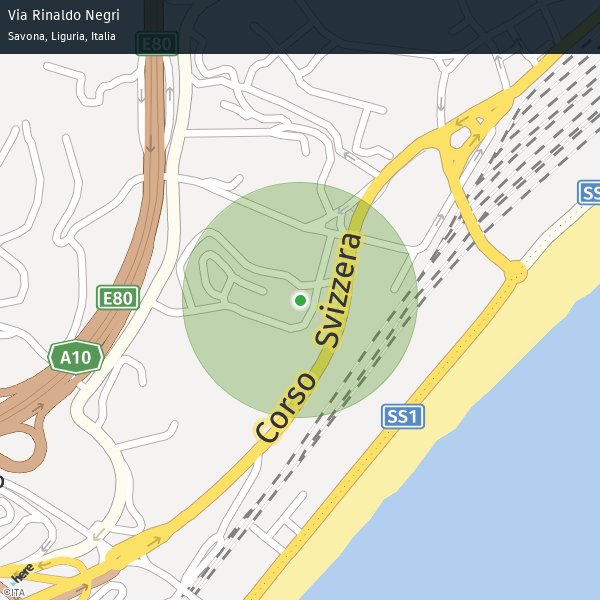 Via Rinaldo Negri
Savona, Liguria, Italia
E80
SS
Corso Svizzera
E80
A10
SS1
o
here
©ITA